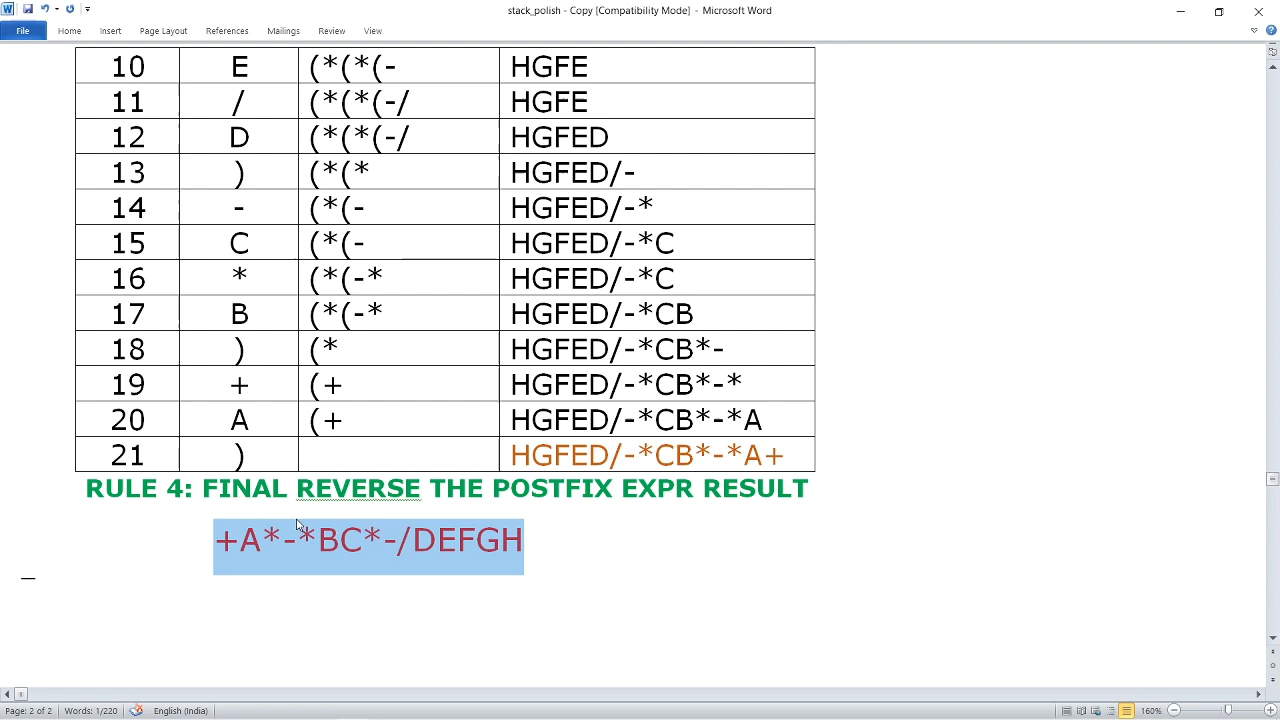 stack_polish - Copy [Compatibility Mode] - Microsoft Word
File Home Insert Page Layout References Mailings Review View
10 E (*(*(- HGFE
11 / (*(*(-/ HGFE
12 D (*(*(-/ HGFED
13 ) (*(* HGFED/-
14 - (*(- HGFED/-*
15 C (*(- HGFED/-*C
16 * (*(-* HGFED/-*C
17 B (*(-* HGFED/-*CB
18 ) (* HGFED/-*CB*-
19 + (+ HGFED/-*CB*-*
20 A (+ HGFED/-*CB*-*A
21 ) HGFED/-*CB*-*A+
RULE 4: FINAL REVERSE THE POSTFIX EXPR RESULT
+A*-*BC*-/DEFGH
Page: 2 of 2 Words: 1/220 English (India) 160%